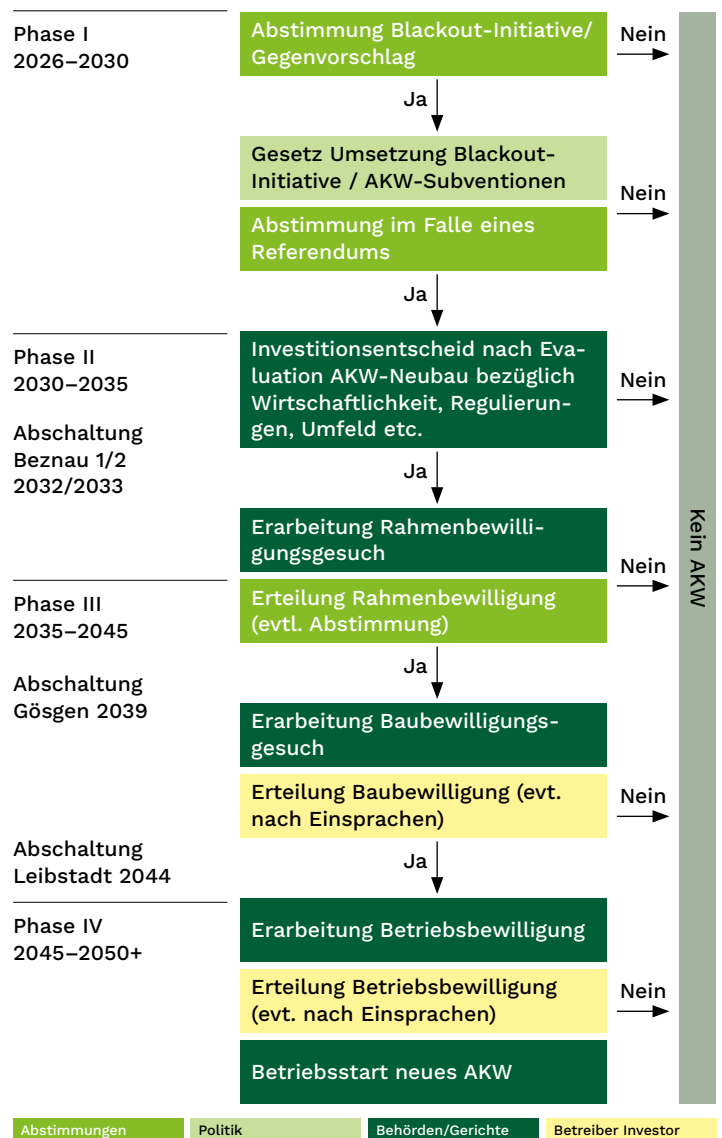 Phase I
2026–2030
Abstimmung Blackout-Initiative/
Gegenvorschlag
Nein
Ja
Gesetz Umsetzung Blackout-
Initiative / AKW-Subventionen
Nein
Abstimmung im Falle eines
Referendums
Ja
Phase II
2030–2035
Abschaltung
Beznau 1/2
2032/2033
Investitionsentscheid nach Eva-
luation AKW-Neubau bezüglich
Wirtschaftlichkeit, Regulierun-
gen, Umfeld etc.
Nein
Ja
Erarbeitung Rahmenbewilli-
gungsgesuch
Nein
Phase III
2035–2045
Abschaltung
Gösgen 2039
Erteilung Rahmenbewilligung
(evtl. Abstimmung)
Ja
Erarbeitung Baubewilligungs-
gesuch
Erteilung Baubewilligung (evt.
nach Einsprachen)
Nein
Abschaltung
Leibstadt 2044
Ja
Phase IV
2045–2050+
Erarbeitung Betriebsbewilligung
Erteilung Betriebsbewilligung
(evt. nach Einsprachen)
Nein
Betriebsstart neues AKW
Kein AKW
Abstimmungen
Politik
Behörden/Gerichte
Betreiber Investor